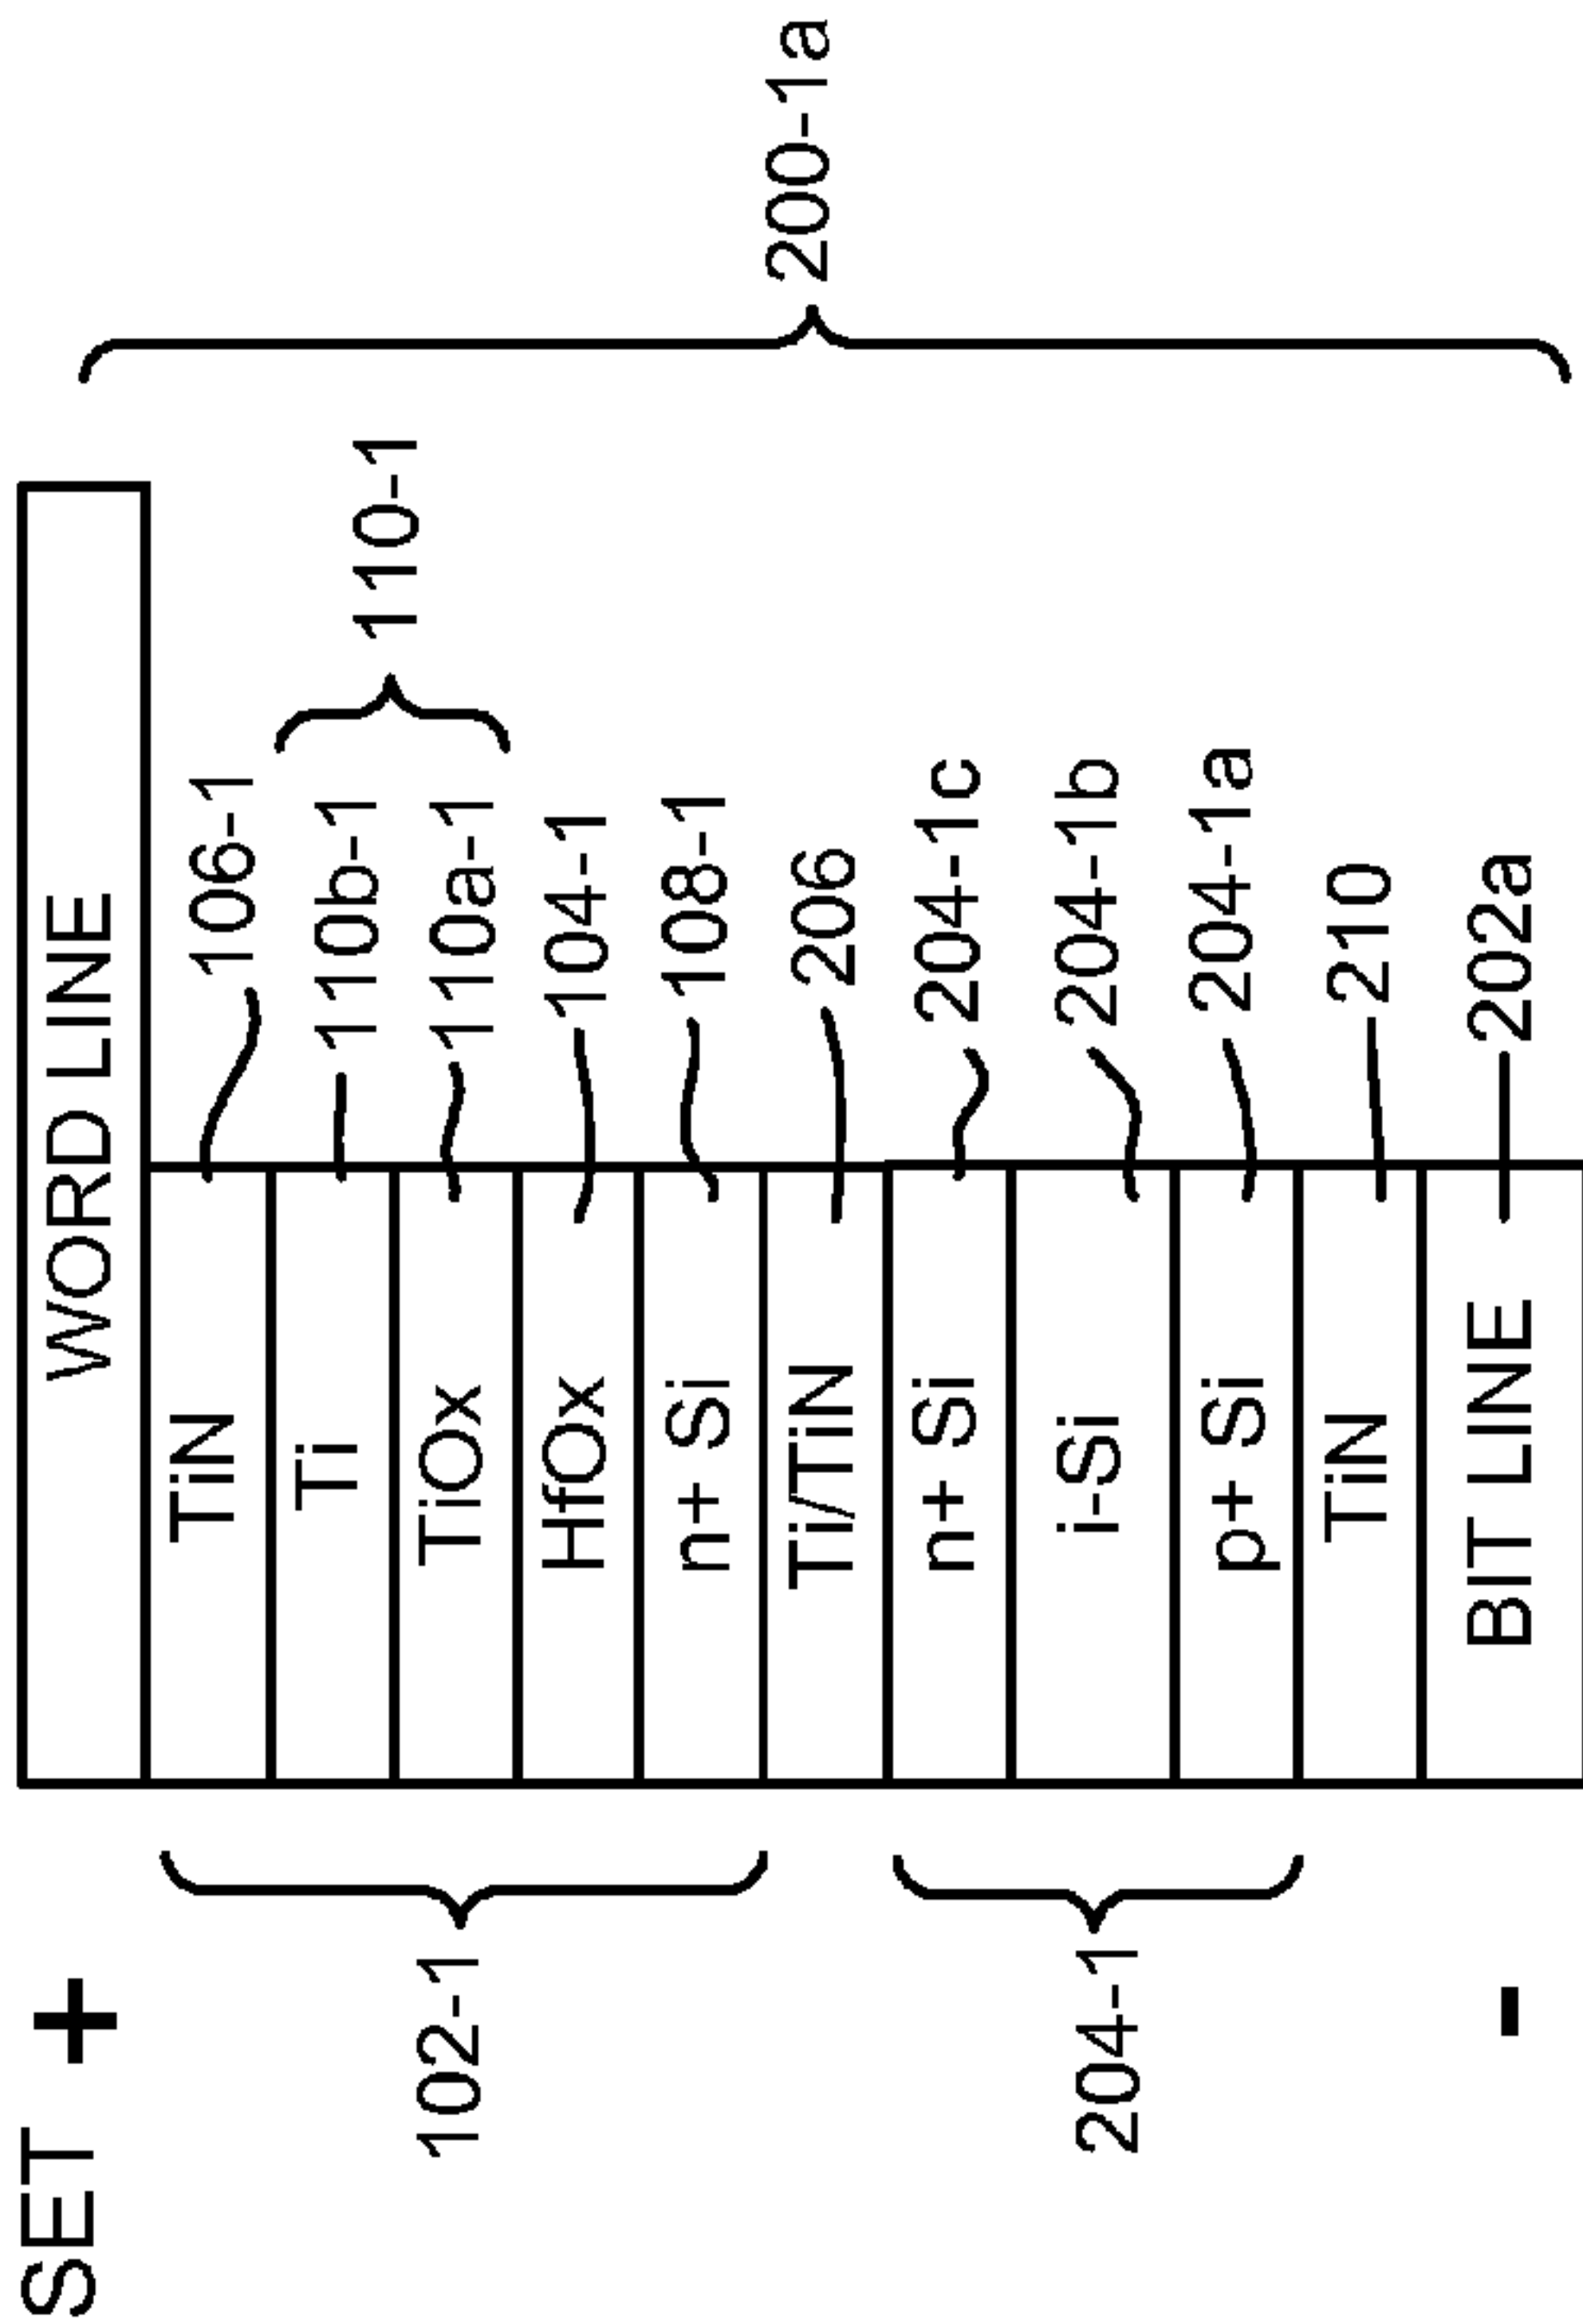 SET +
WORD LINE
TiN
106-1
Ti
110b-1
110-1
TiOx
110a-1
102-1
HfOx
104-1
n+ Si
108-1
Ti/TiN
206
200-1a
n+ Si
204-1c
204-1
i-Si
204-1b
p+ Si
204-1a
TiN
210
-
BIT LINE
202a